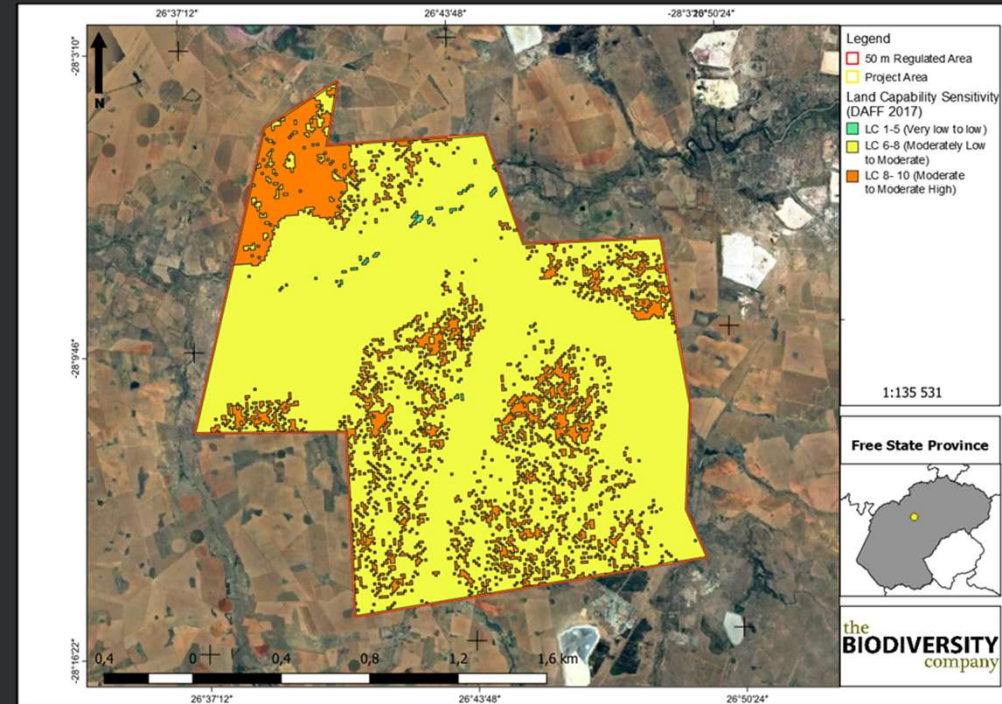 26°37'12"
26°43'48"
-28°3'10"
26°50'24"
-28°3'10"
N
-28°9'46"
-28°16'22"
0,4
0
0,4
0,8
1,2
1,6 km
26°37'12"
26°43'48"
26°50'24"
Legend
50 m Regulated Area
Project Area
Land Capability Sensitivity
(DAFF 2017)
LC 1-5 (Very low to low)
LC 6-8 (Moderately Low
to Moderate)
LC 8- 10 (Moderate
to Moderate High)
1:135 531
Free State Province
the
BIODIVERSITY
company